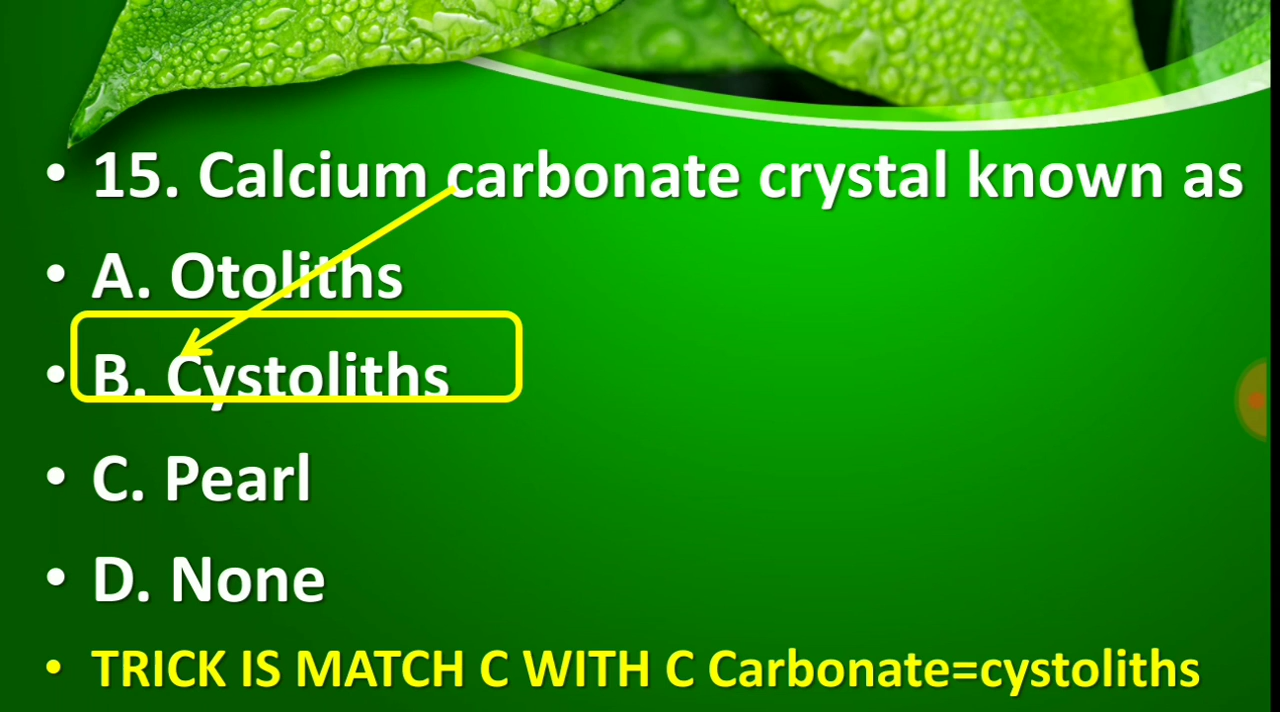 • 15. Calcium carbonate crystal known as
• A. Otoliths
• B. Cystoliths
• C. Pearl
• D. None
• TRICK IS MATCH C WITH C Carbonate=cystoliths